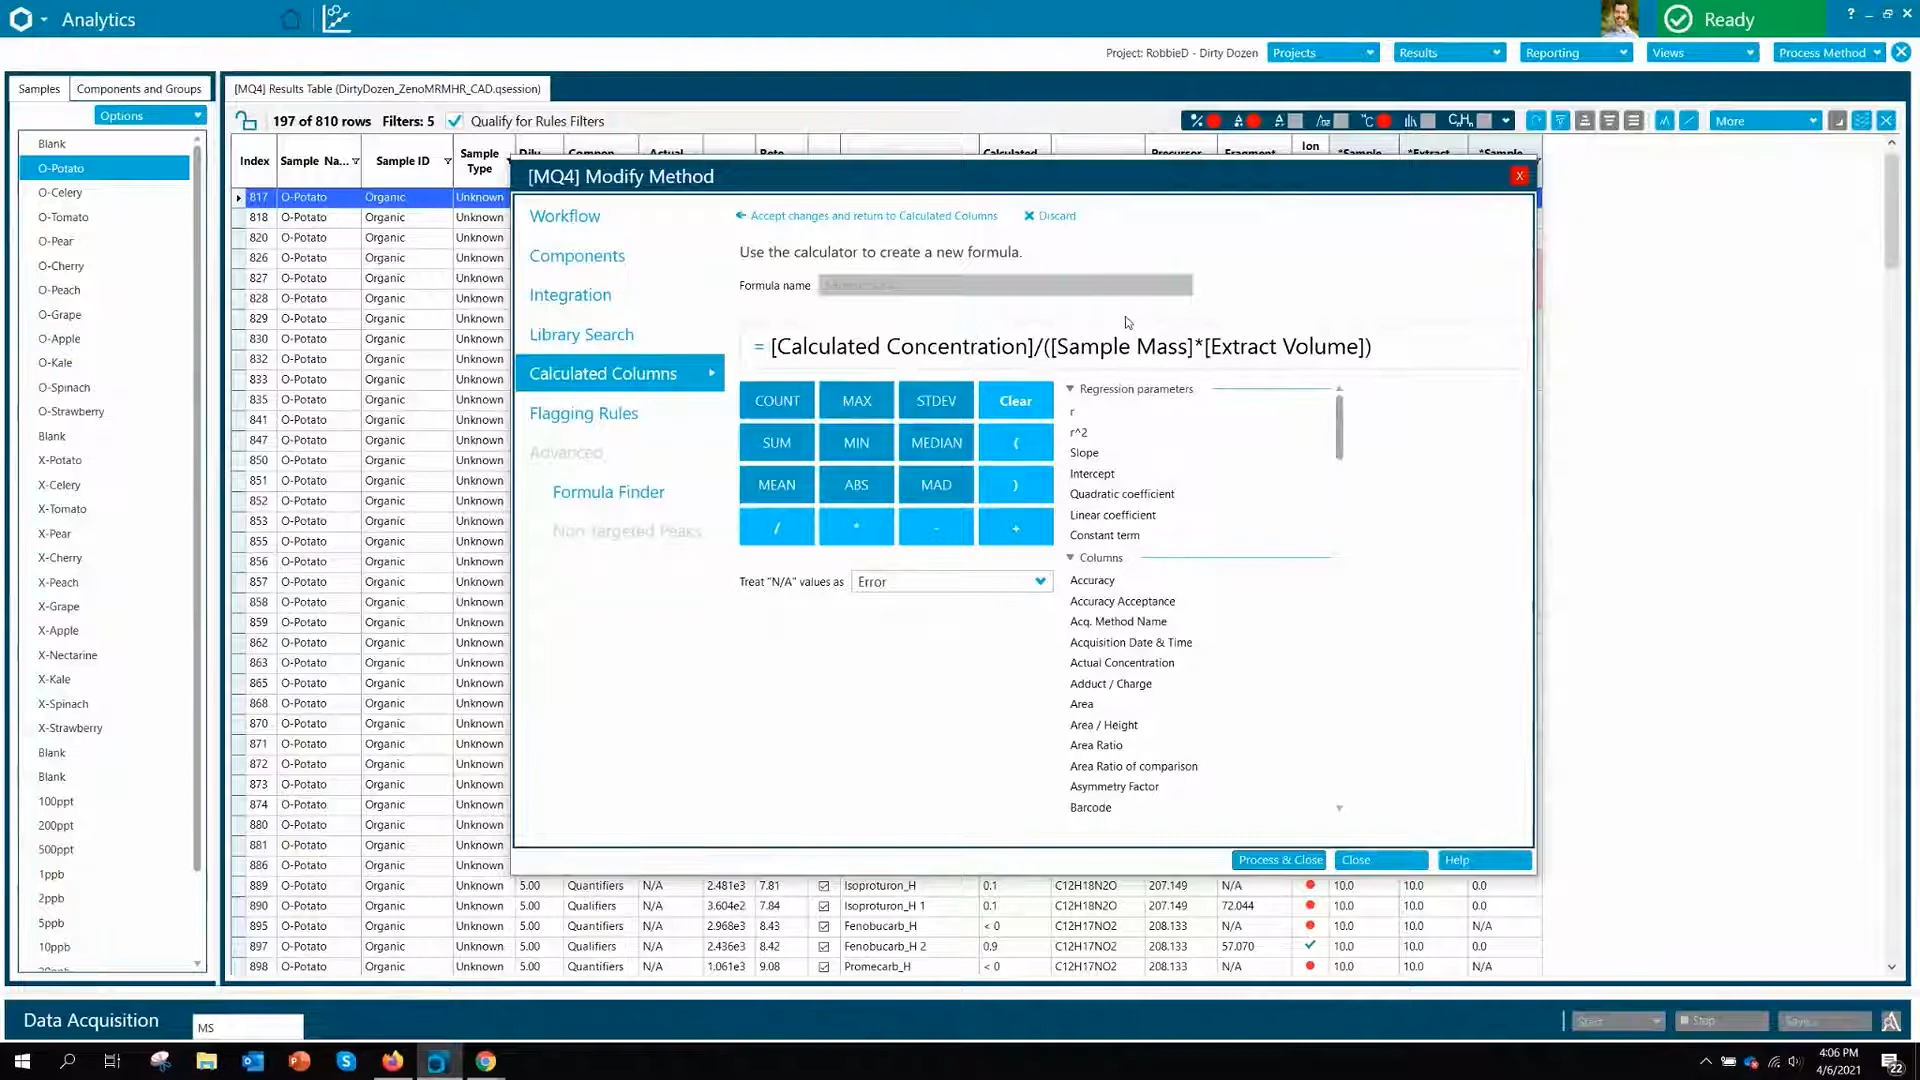 Analytics
Ready
?
Project: RobbieD - Dirty Dozen
Projects
Results
Reporting
Views
Process Method
Samples
Components and Groups
[MQ4] Results Table (DirtyDozen_ZenoMRMHR_CAD.qsession)
Options
197 of 810 rows
Filters: 5
Qualify for Rules Filters
More
Blank
O-Potato
O-Celery
O-Tomato
O-Pear
O-Cherry
O-Peach
O-Grape
O-Apple
O-Kale
O-Spinach
O-Strawberry
Blank
X-Potato
X-Celery
X-Tomato
X-Pear
X-Cherry
X-Peach
X-Grape
X-Apple
X-Nectarine
X-Kale
X-Spinach
X-Strawberry
Blank
Blank
100ppt
200ppt
500ppt
1ppb
2ppb
5ppb
10ppb
Index Sample Na... Sample ID Sample Type Ion
817 O-Potato Organic Unknown
818 O-Potato Organic Unknown
820 O-Potato Organic Unknown
826 O-Potato Organic Unknown
827 O-Potato Organic Unknown
828 O-Potato Organic Unknown
829 O-Potato Organic Unknown
830 O-Potato Organic Unknown
832 O-Potato Organic Unknown
833 O-Potato Organic Unknown
835 O-Potato Organic Unknown
841 O-Potato Organic Unknown
847 O-Potato Organic Unknown
850 O-Potato Organic Unknown
851 O-Potato Organic Unknown
852 O-Potato Organic Unknown
853 O-Potato Organic Unknown
855 O-Potato Organic Unknown
856 O-Potato Organic Unknown
857 O-Potato Organic Unknown
858 O-Potato Organic Unknown
859 O-Potato Organic Unknown
862 O-Potato Organic Unknown
863 O-Potato Organic Unknown
865 O-Potato Organic Unknown
868 O-Potato Organic Unknown
870 O-Potato Organic Unknown
871 O-Potato Organic Unknown
872 O-Potato Organic Unknown
873 O-Potato Organic Unknown
874 O-Potato Organic Unknown
880 O-Potato Organic Unknown
881 O-Potato Organic Unknown
886 O-Potato Organic Unknown
889 O-Potato Organic Unknown 5.00 Quantifiers N/A 2.481e3 7.81 Isoproturon_H 0.1 C12H18N2O 207.149 N/A 10.0 10.0 0.0
890 O-Potato Organic Unknown 5.00 Qualifiers N/A 3.604e2 7.84 Isoproturon_H 1 0.1 C12H18N2O 207.149 72.044 10.0 10.0 0.0
895 O-Potato Organic Unknown 5.00 Quantifiers N/A 2.968e3 8.43 Fenobucarb_H < 0 C12H17NO2 208.133 N/A 10.0 10.0 N/A
897 O-Potato Organic Unknown 5.00 Qualifiers N/A 2.436e3 8.42 Fenobucarb_H 2 0.9 C12H17NO2 208.133 57.070 10.0 10.0 0.0
898 O-Potato Organic Unknown 5.00 Quantifiers N/A 1.061e3 9.08 Promecarb_H < 0 C12H17NO2 208.133 N/A 10.0 10.0 N/A
[MQ4] Modify Method
X
Workflow
Components
Integration
Library Search
Calculated Columns
Flagging Rules
Advanced
Formula Finder
Non Targeted Peaks
Accept changes and return to Calculated Columns
Discard
Use the calculator to create a new formula.
Formula name
= [Calculated Concentration]/([Sample Mass]*[Extract Volume])
COUNT MAX STDEV Clear
SUM MIN MEDIAN (
MEAN ABS MAD )
/ * - +
Treat "N/A" values as Error
Regression parameters
r
r^2
Slope
Intercept
Quadratic coefficient
Linear coefficient
Constant term
Columns
Accuracy
Accuracy Acceptance
Acq. Method Name
Acquisition Date & Time
Actual Concentration
Adduct / Charge
Area
Area / Height
Area Ratio
Area Ratio of comparison
Asymmetry Factor
Barcode
Process & Close
Close
Help
Data Acquisition
MS
Start
Stop
4:06 PM
4/6/2021
22